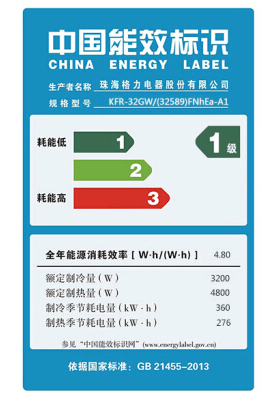 中国能效标识
CHINA ENERGY LABEL
生产者名称 珠海格力电器股份有限公司
规格型号 KFR-32GW/(32589)FNhEa-A1
耗能低 1 1级
2
耗能高 3
全年能源消耗效率[W·h/(W·h)] 4.80
额定制冷量(W) 3200
额定制热量(W) 4800
制冷季节耗电量(kW·h) 360
制热季节耗电量(kW·h) 276
参见“中国能效标识网”(www.energylabel.gov.cn)
依据国家标准：GB 21455-2013